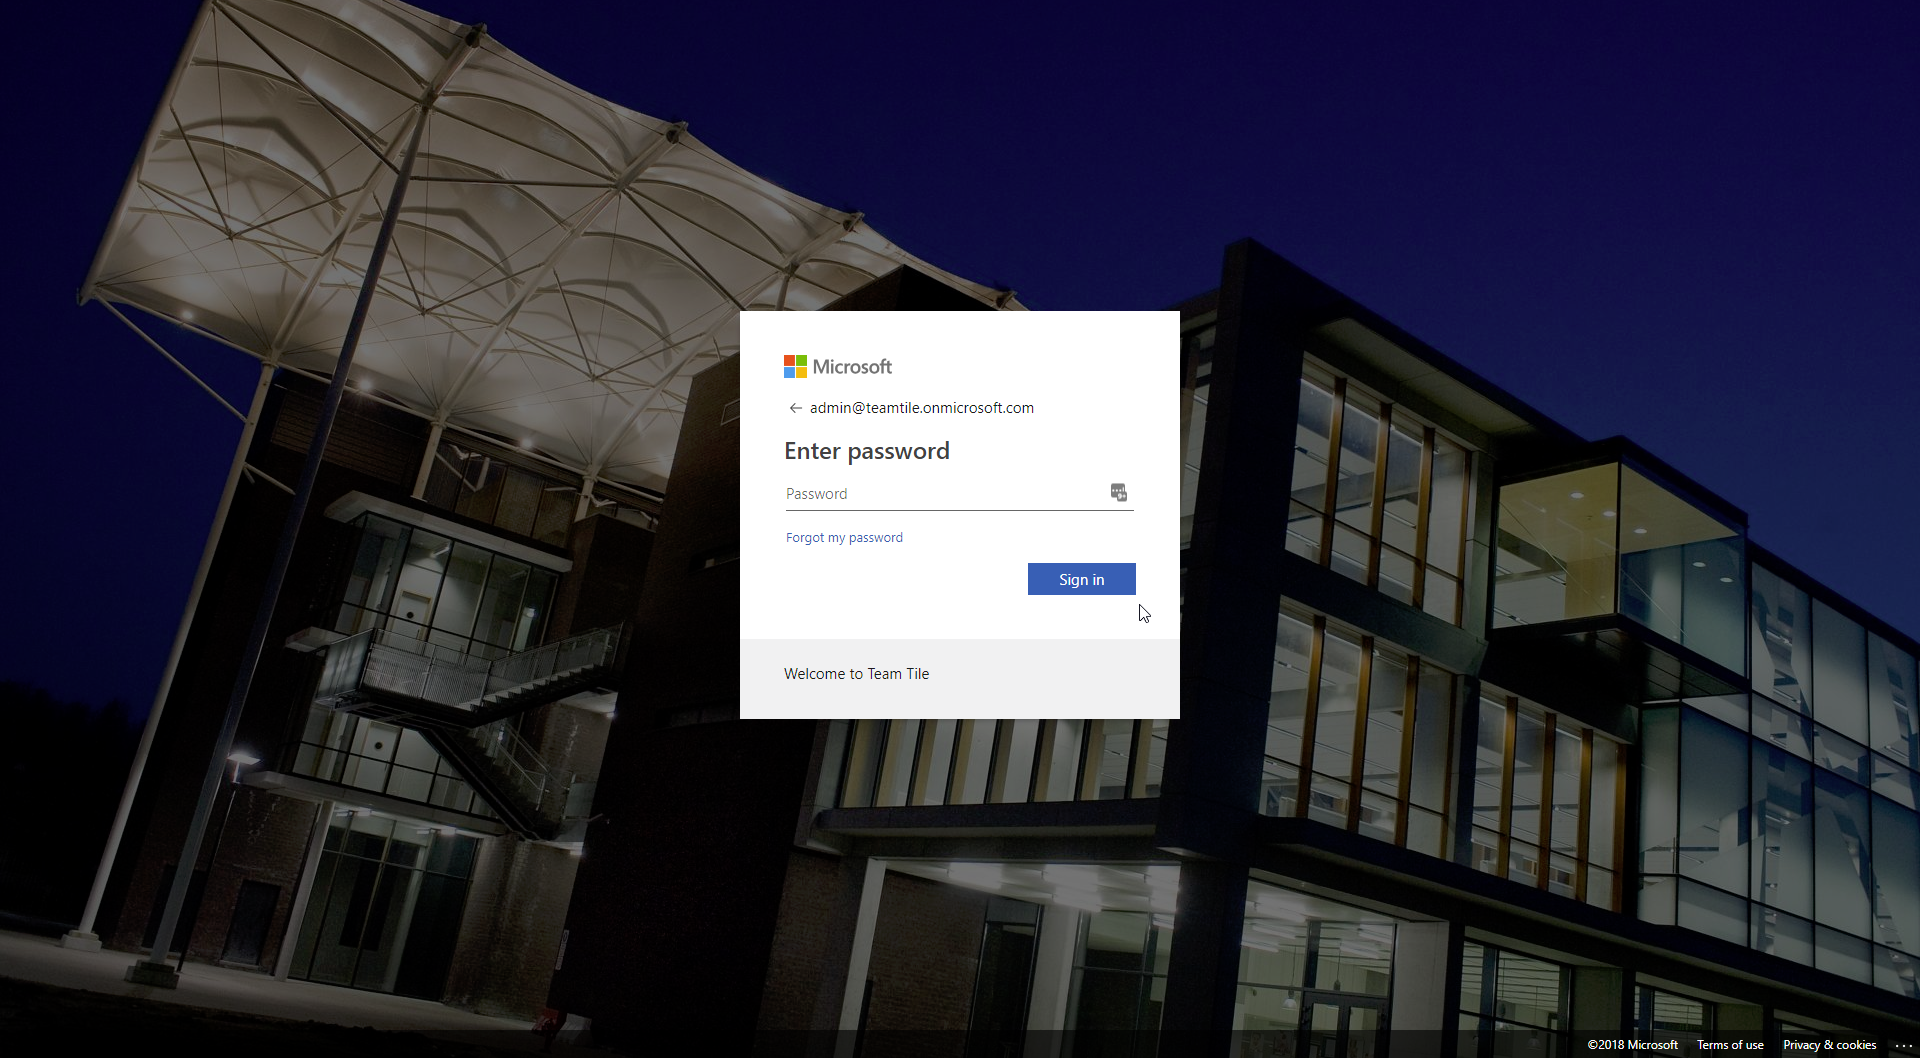 Microsoft
admin@teamtile.onmicrosoft.com
Enter password
Password
Forgot my password
Sign in
Welcome to Team Tile
©2018 Microsoft Terms of use Privacy & cookies ...